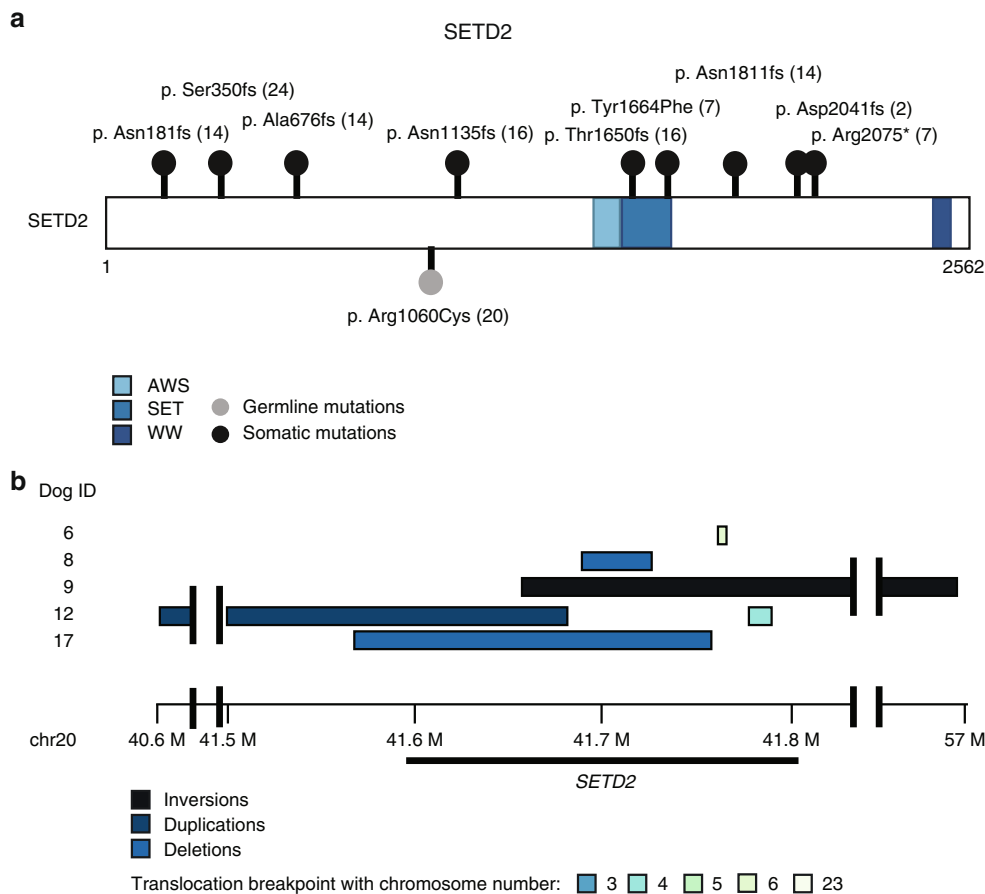 a
SETD2
p. Asn1811fs (14)
p. Ser350fs (24)
p. Tyr1664Phe (7)
p. Asp2041fs (2)
p. Ala676fs (14)
p. Asn181fs (14)
p. Asn1135fs (16)
p. Thr1650fs (16)
p. Arg2075* (7)
SETD2
1
2562
p. Arg1060Cys (20)
AWS
SET
WW
Germline mutations
Somatic mutations
b
Dog ID
6
8
9
12
17
chr20
40.6 M
41.5 M
41.6 M
41.7 M
41.8 M
57 M
SETD2
Inversions
Duplications
Deletions
Translocation breakpoint with chromosome number: 3 4 5 6 23